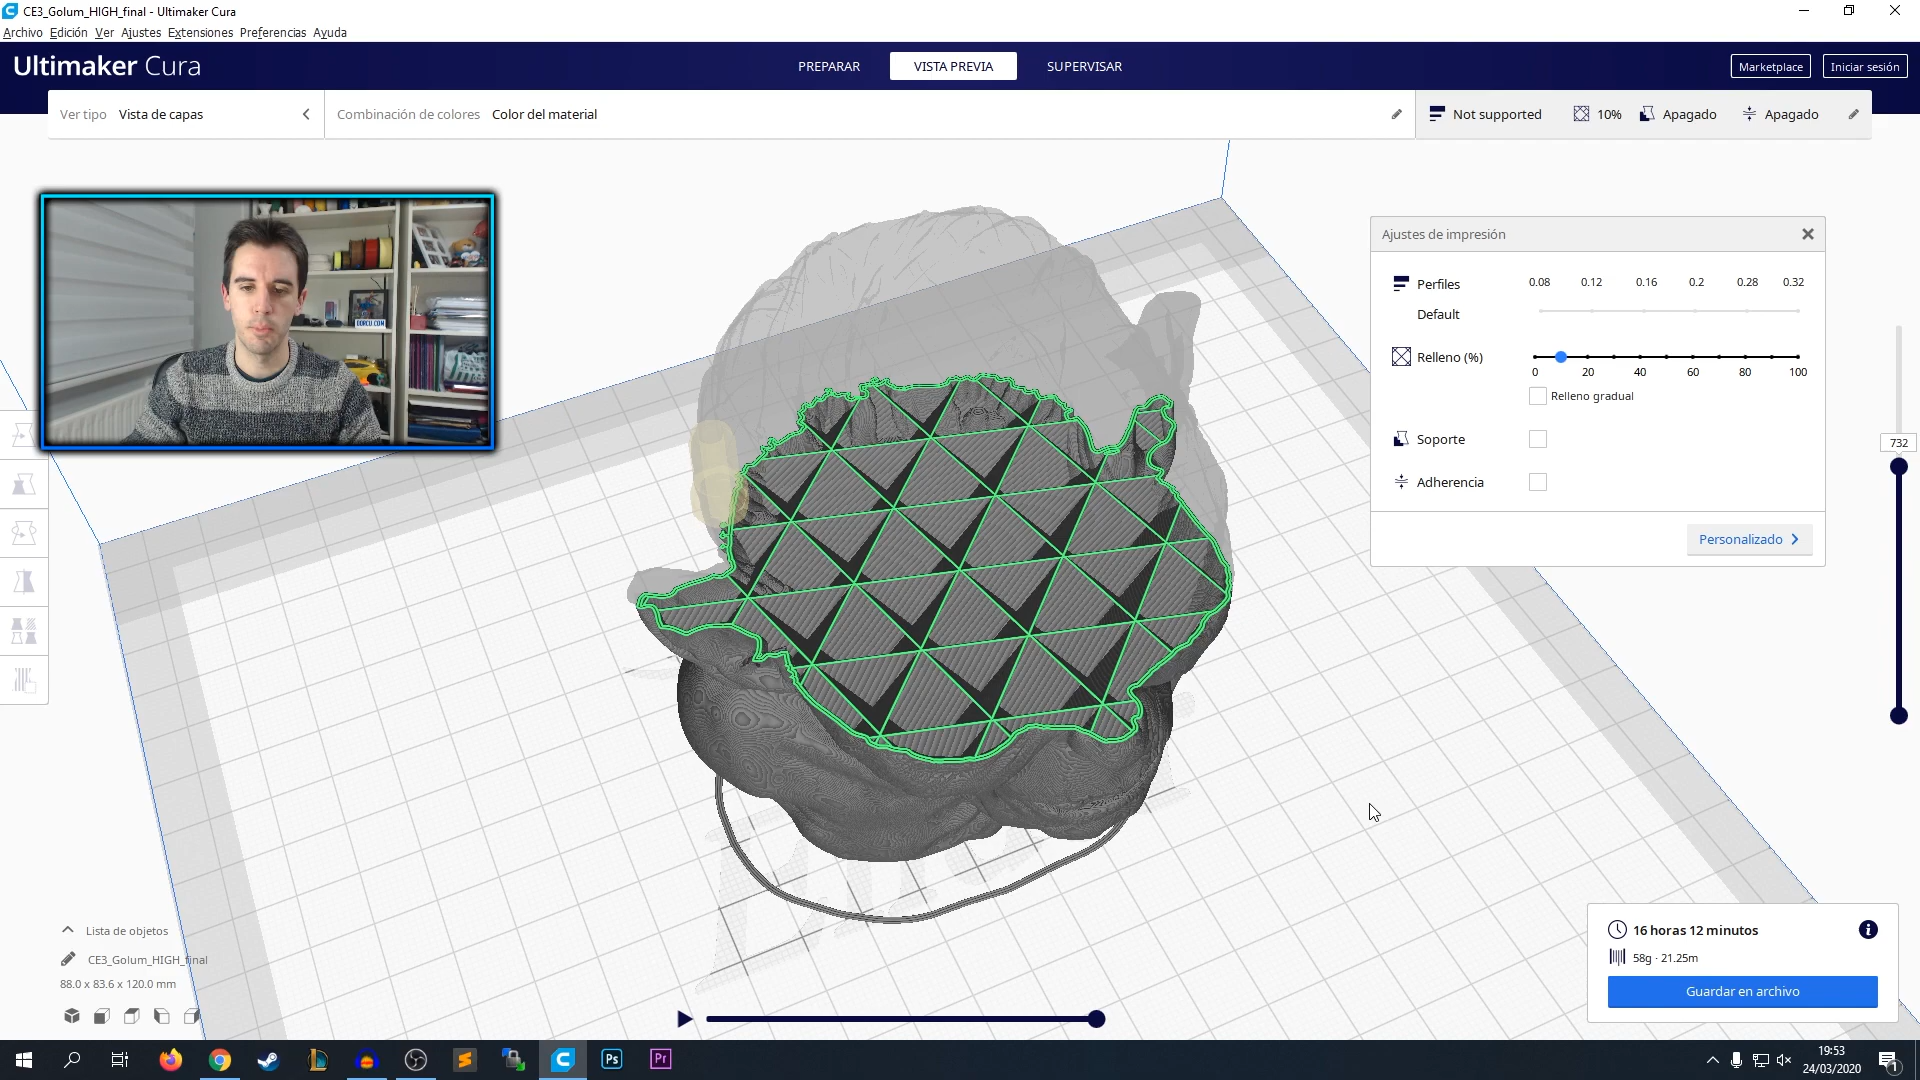 CE3_Golum_HIGH_final - Ultimaker Cura
Archivo Edición Ver Ajustes Extensiones Preferencias Ayuda
Ultimaker Cura
PREPARAR VISTA PREVIA SUPERVISAR
Marketplace Iniciar sesión
Ver tipo Vista de capas
Combinación de colores Color del material
Not supported 10% Apagado Apagado
Ajustes de impresión
Perfiles 0.08 0.12 0.16 0.2 0.28 0.32
Default
Relleno (%)
0 20 40 60 80 100
Relleno gradual
Soporte
Adherencia
Personalizado
732
Lista de objetos
CE3_Golum_HIGH_final
88.0 x 83.6 x 120.0 mm
16 horas 12 minutos
58g · 21.25m
Guardar en archivo
Ps Pr
19:53
24/03/2020
1